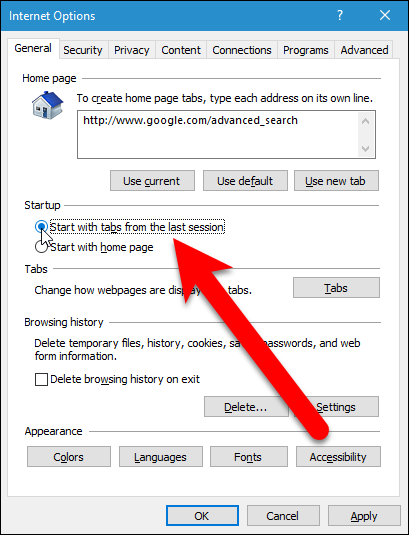 Internet Options
General Security Privacy Content Connections Programs Advanced
Home page
To create home page tabs, type each address on its own line.
http://www.google.com/advanced_search
Use current Use default Use new tab
Startup
Start with tabs from the last session
Start with home page
Tabs
Change how webpages are tabs. Tabs
Browsing history
Delete temporary files, history, cookies, passwords, and web
form information.
Delete browsing history on exit
Delete... Settings
Appearance
Colors Languages Fonts Accessibility
OK Cancel Apply